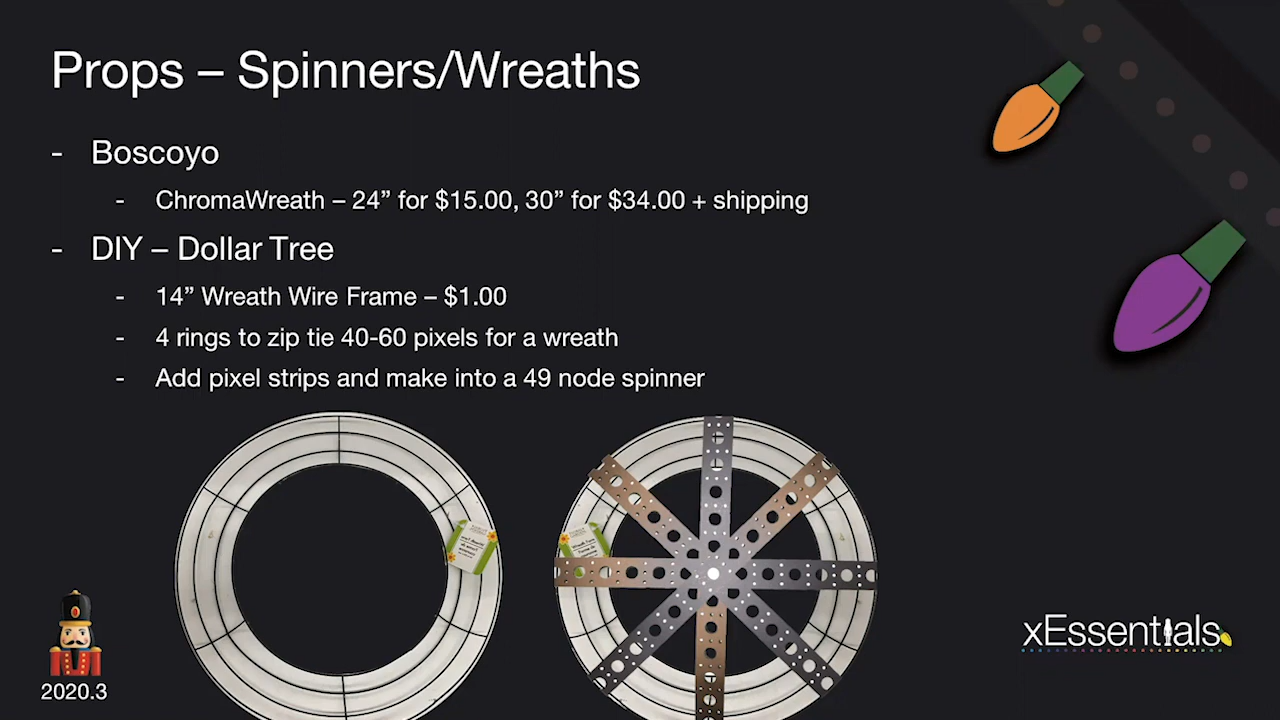 Props – Spinners/Wreaths
- Boscoyo
- ChromaWreath – 24” for $15.00, 30” for $34.00 + shipping
- DIY – Dollar Tree
- 14” Wreath Wire Frame – $1.00
- 4 rings to zip tie 40-60 pixels for a wreath
- Add pixel strips and make into a 49 node spinner
xEssentials
2020.3